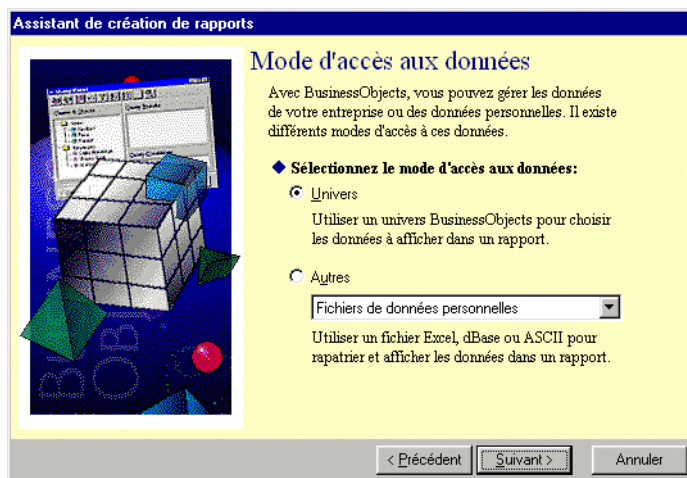 Assistant de création de rapports
Mode d'accès aux données
Avec BusinessObjects, vous pouvez gérer les données
de votre entreprise ou des données personnelles. Il existe
différents modes d'accès à ces données.
Sélectionnez le mode d'accès aux données:
Univers
Utiliser un univers BusinessObjects pour choisir
les données à afficher dans un rapport.
Autres
Fichiers de données personnelles
Utiliser un fichier Excel, dBase ou ASCII pour
rapatrier et afficher les données dans un rapport.
< Précédent
Suivant >
Annuler